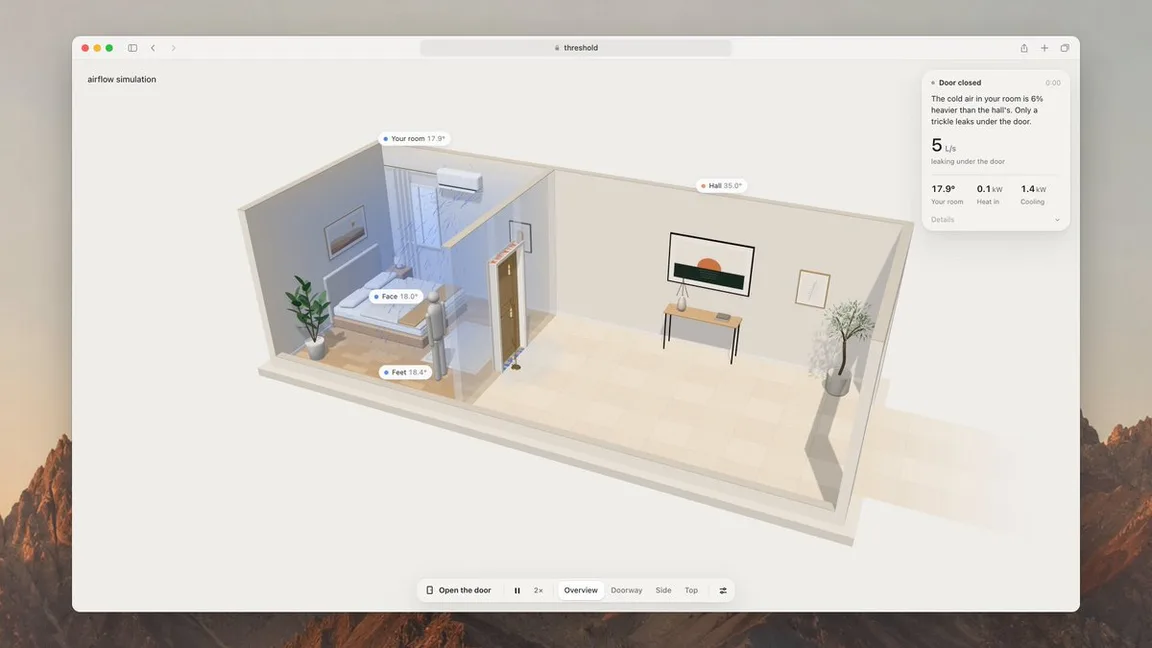 threshold
airflow simulation
Door closed 0:00
The cold air in your room is 6%
heavier than the hall's. Only a
trickle leaks under the door.
5 L/s
leaking under the door
17.9° 0.1 kW 1.4 kW
Your room Heat in Cooling
Details
Your room 17.9°
Hall 35.0°
Face 18.0°
Feet 18.4°
Open the door 2× Overview Doorway Side Top